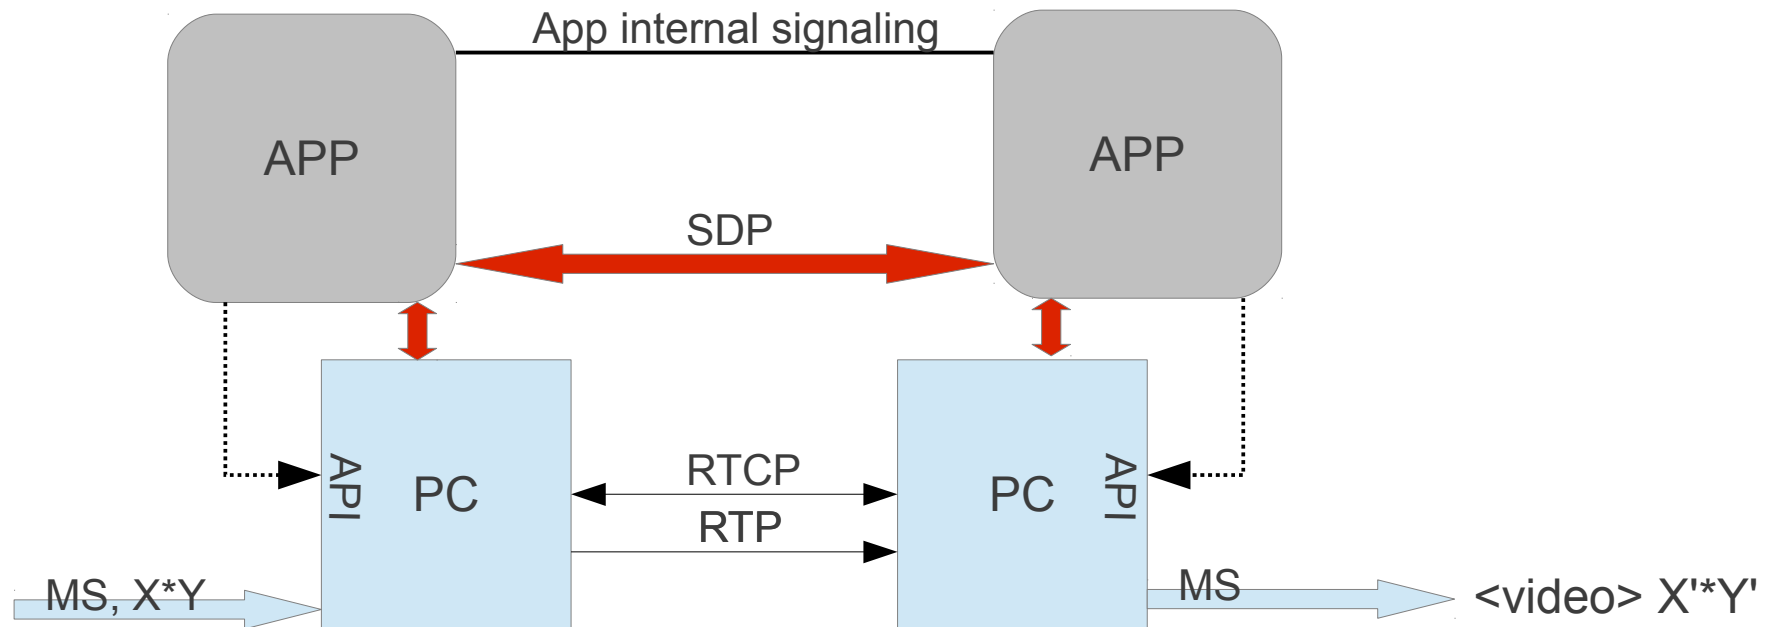 App internal signaling
APP
APP
SDP
API
PC
RTCP
RTP
PC
API
MS, X*Y
MS
<video> X'*Y'